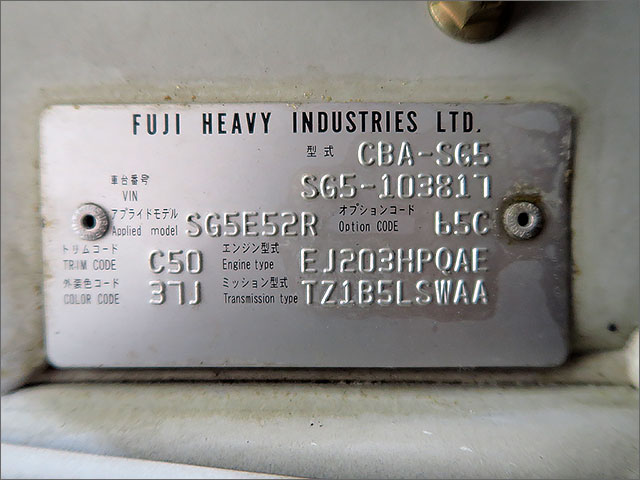 FUJI HEAVY INDUSTRIES LTD.
型式 CBA-SG5
車台番号 VIN SG5-103817
アプライドモデル Applied model SG5E52R オプションコード Option CODE 65C
トリムコード TRIM CODE C50 エンジン型式 Engine type EJ203HPQAE
外装色コード COLOR CODE 37J ミッション型式 Transmission type TZ1B5LSWAA